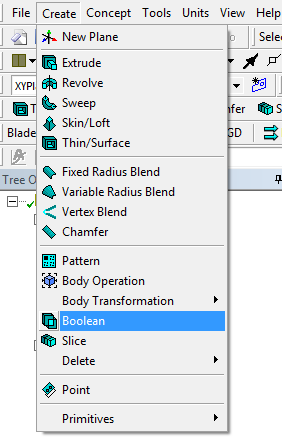 File Create Concept Tools Units View Help
New Plane
Selec
Extrude
Revolve
XYPl
Sweep
Skin/Loft
T
fer
S
Thin/Surface
Blade
GD
Fixed Radius Blend
Variable Radius Blend
Tree O
Vertex Blend
Chamfer
Pattern
Body Operation
Body Transformation
Boolean
Slice
Delete
Point
Primitives